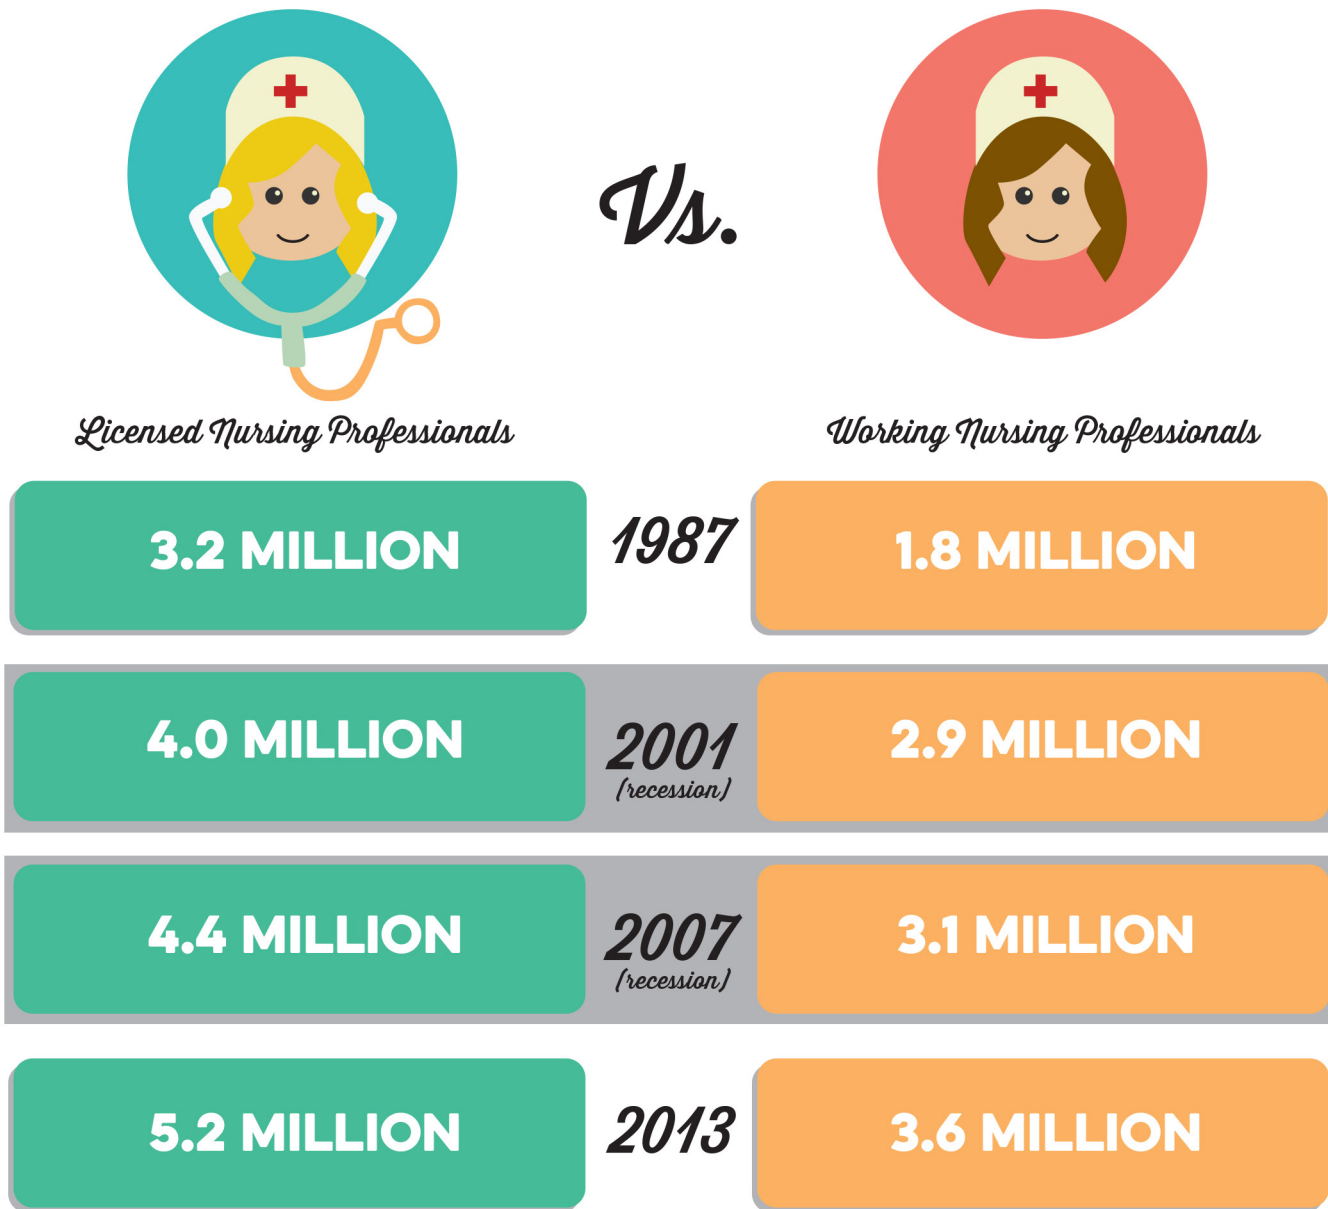 Vs.
Licensed Nursing Professionals
Working Nursing Professionals
3.2 MILLION
1987
1.8 MILLION
4.0 MILLION
2001
(recession)
2.9 MILLION
4.4 MILLION
2007
(recession)
3.1 MILLION
5.2 MILLION
2013
3.6 MILLION